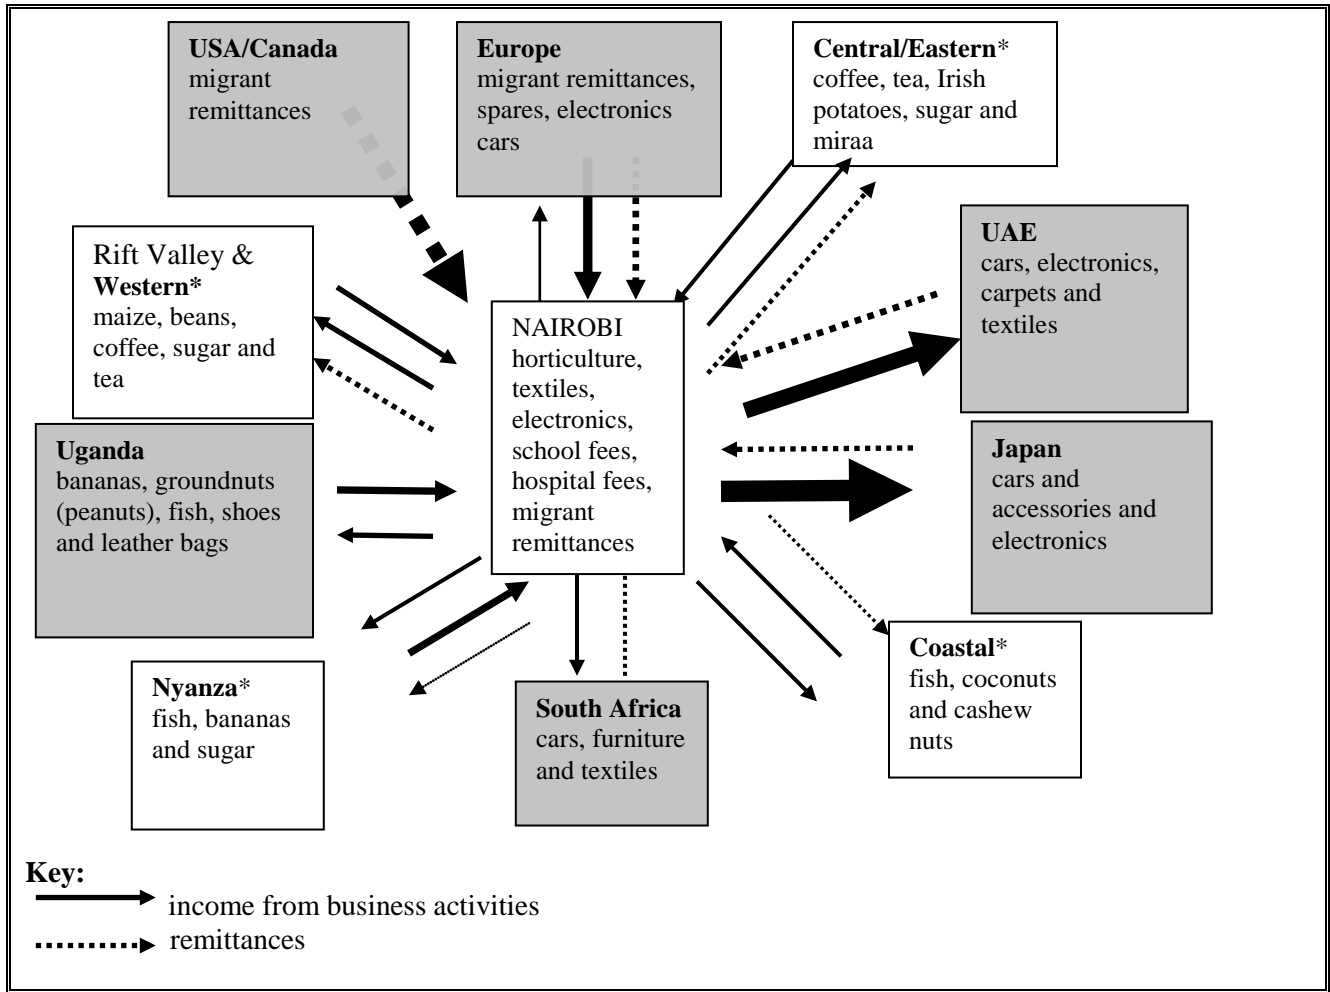 USA/Canada
migrant
remittances
Europe
migrant remittances,
spares, electronics
cars
Central/Eastern*
coffee, tea, Irish
potatoes, sugar and
miraa
Rift Valley &
Western*
maize, beans,
coffee, sugar and
tea
UAE
cars, electronics,
carpets and
textiles
NAIROBI
horticulture,
textiles,
electronics,
school fees,
hospital fees,
migrant
remittances
Uganda
bananas, groundnuts
(peanuts), fish, shoes
and leather bags
Japan
cars and
accessories and
electronics
Nyanza*
fish, bananas
and sugar
South Africa
cars, furniture
and textiles
Coastal*
fish, coconuts
and cashew
nuts
Key:
income from business activities
remittances